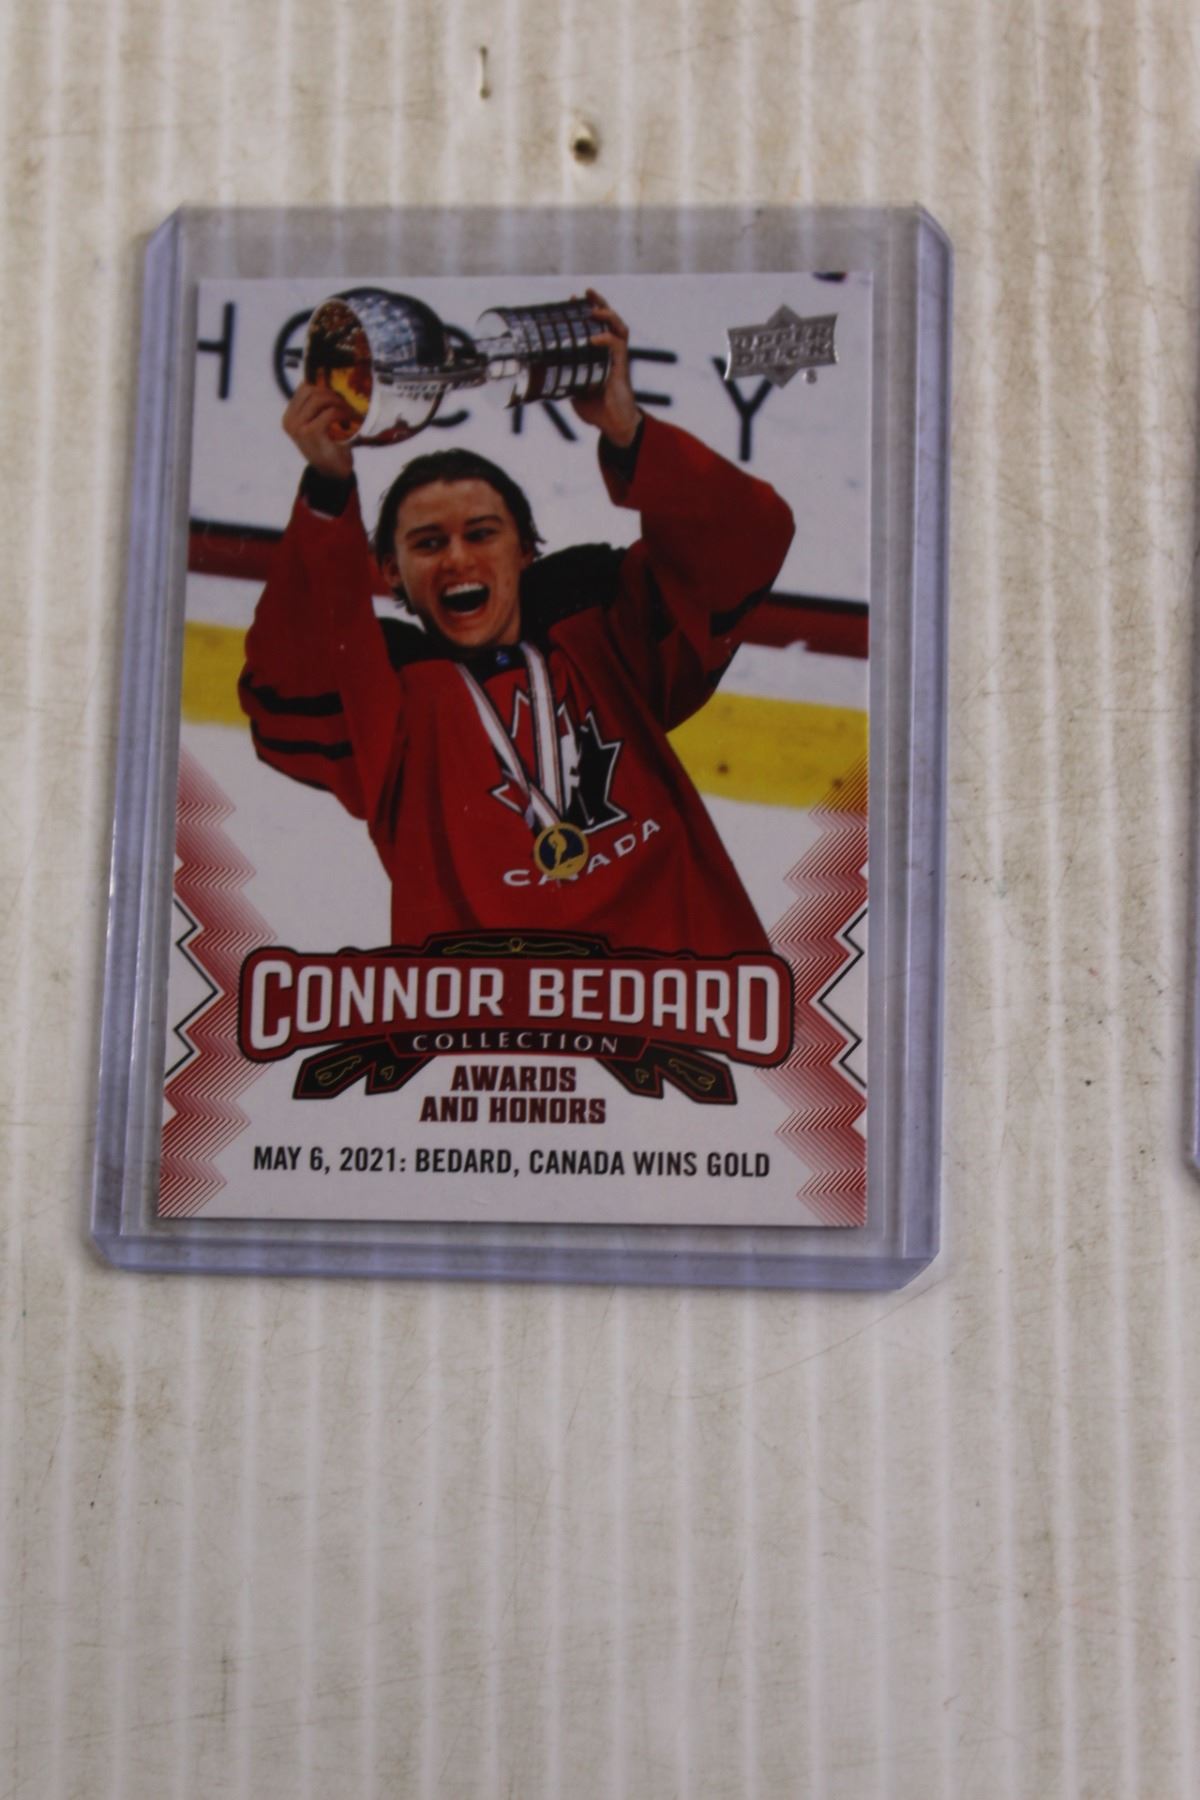 HOCKEY
UPPER
DECK
CANADA
CONNOR BEDARD
COLLECTION
AWARDS
AND HONORS
MAY 6, 2021: BEDARD, CANADA WINS GOLD